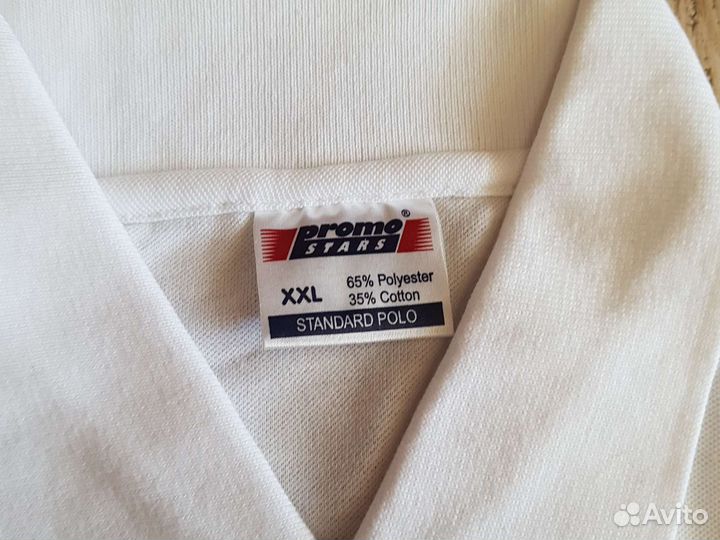 promo®
STARS
XXL
65% Polyester
35% Cotton
STANDARD POLO
Avito